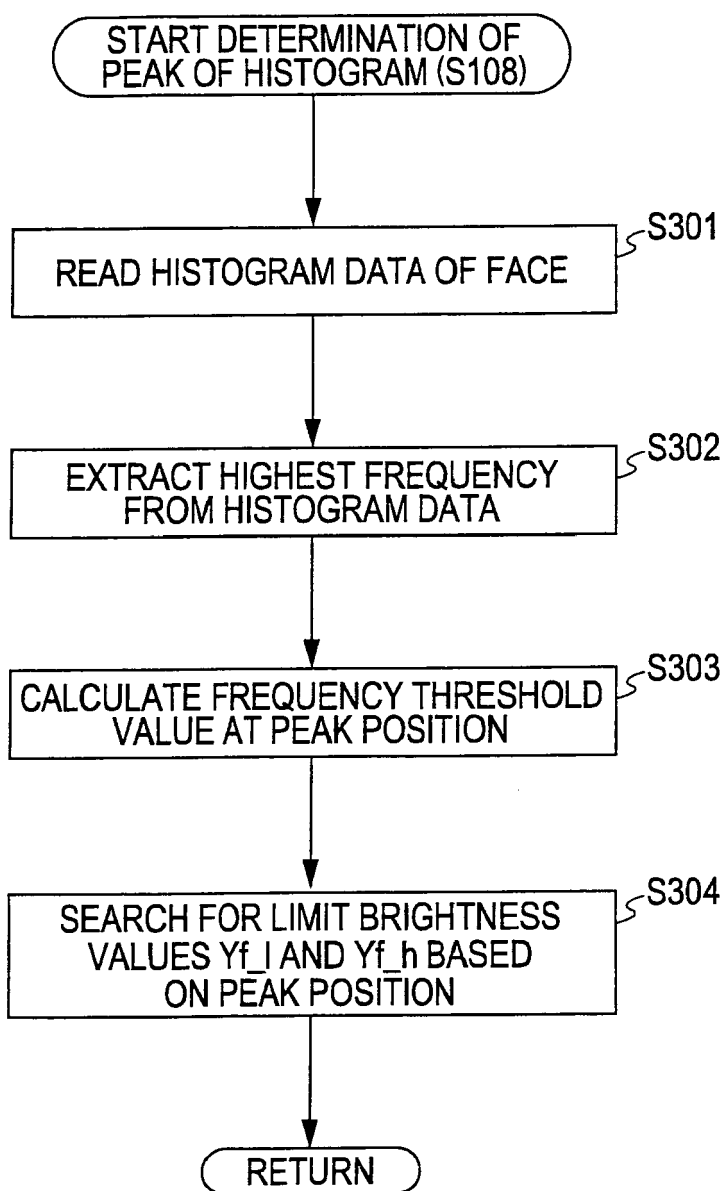 START DETERMINATION OF
PEAK OF HISTOGRAM (S108)
S301
READ HISTOGRAM DATA OF FACE
S302
EXTRACT HIGHEST FREQUENCY
FROM HISTOGRAM DATA
S303
CALCULATE FREQUENCY THRESHOLD
VALUE AT PEAK POSITION
S304
SEARCH FOR LIMIT BRIGHTNESS
VALUES Yf_l AND Yf_h BASED
ON PEAK POSITION
RETURN